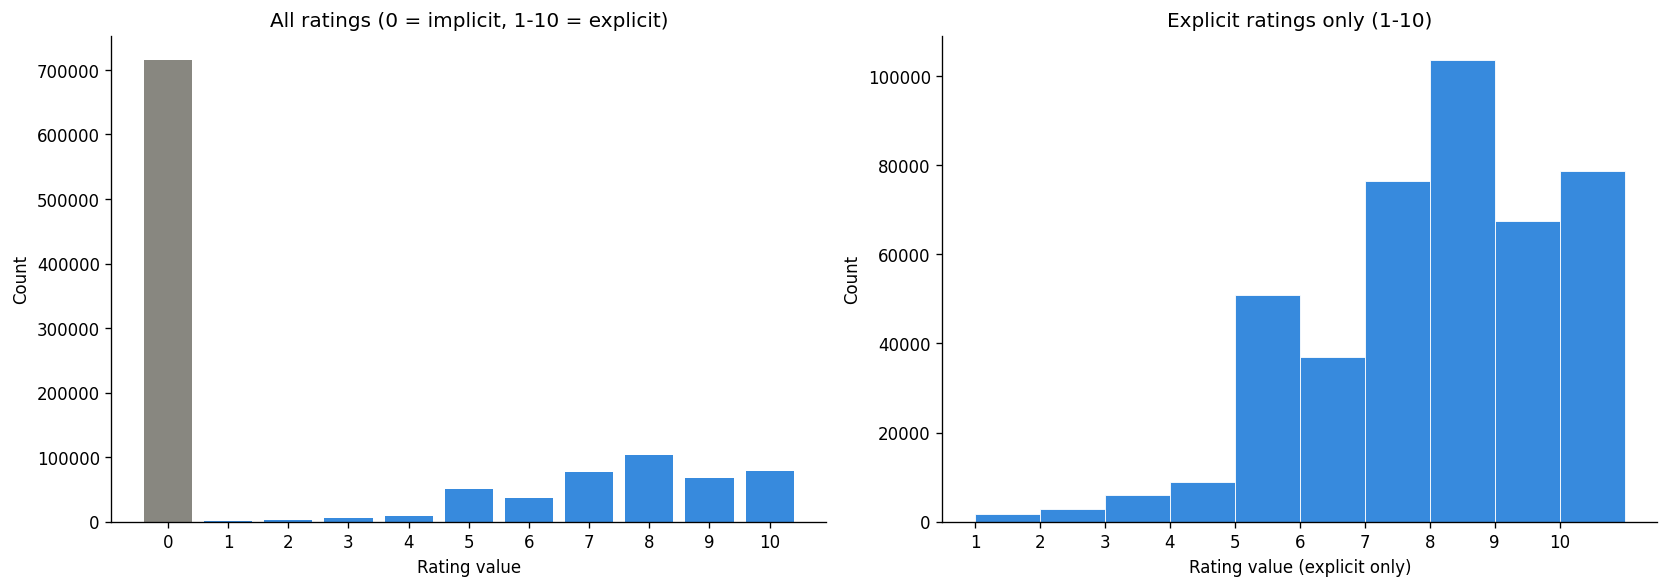 All ratings (0 = implicit, 1-10 = explicit)
700000
600000
500000
400000
300000
200000
100000
0
Count
0 1 2 3 4 5 6 7 8 9 10
Rating value
Explicit ratings only (1-10)
100000
80000
60000
40000
20000
0
Count
1 2 3 4 5 6 7 8 9 10
Rating value (explicit only)